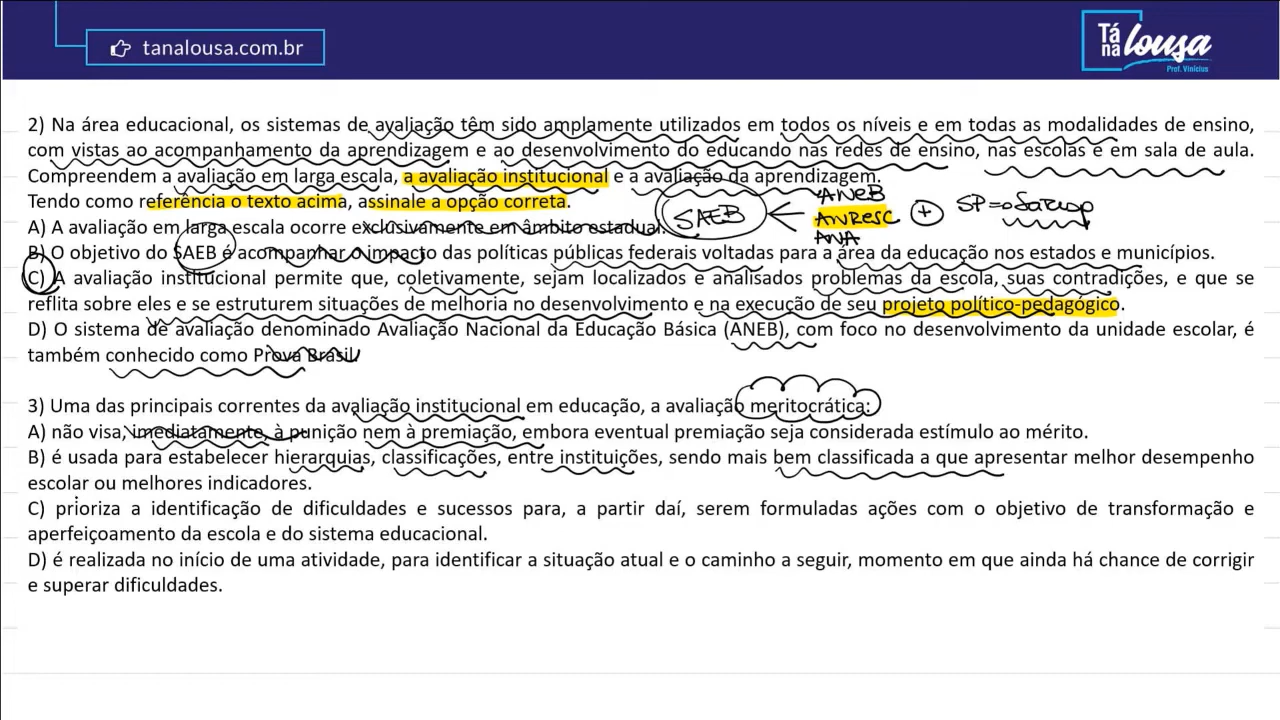 tanalousa.com.br
Tá na lousa
Prof. Vinícius
2) Na área educacional, os sistemas de avaliação têm sido amplamente utilizados em todos os níveis e em todas as modalidades de ensino,
com vistas ao acompanhamento da aprendizagem e ao desenvolvimento do educando nas redes de ensino, nas escolas e em sala de aula.
Compreendem a avaliação em larga escala, a avaliação institucional e a avaliação da aprendizagem.
ANEB
Tendo como referência o texto acima, assinale a opção correta. SAEB ANRESC + SP = Saresp
A) A avaliação em larga escala ocorre exclusivamente em âmbito estadual. ANA
B) O objetivo do SAEB é acompanhar o impacto das políticas públicas federais voltadas para a área da educação nos estados e municípios.
C) A avaliação institucional permite que, coletivamente, sejam localizados e analisados problemas da escola, suas contradições, e que se
reflita sobre eles e se estruturem situações de melhoria no desenvolvimento e na execução de seu projeto político-pedagógico.
D) O sistema de avaliação denominado Avaliação Nacional da Educação Básica (ANEB), com foco no desenvolvimento da unidade escolar, é
também conhecido como Prova Brasil.
3) Uma das principais correntes da avaliação institucional em educação, a avaliação meritocrática:
A) não visa, imediatamente, à punição nem à premiação, embora eventual premiação seja considerada estímulo ao mérito.
B) é usada para estabelecer hierarquias, classificações, entre instituições, sendo mais bem classificada a que apresentar melhor desempenho
escolar ou melhores indicadores.
C) prioriza a identificação de dificuldades e sucessos para, a partir daí, serem formuladas ações com o objetivo de transformação e
aperfeiçoamento da escola e do sistema educacional.
D) é realizada no início de uma atividade, para identificar a situação atual e o caminho a seguir, momento em que ainda há chance de corrigir
e superar dificuldades.